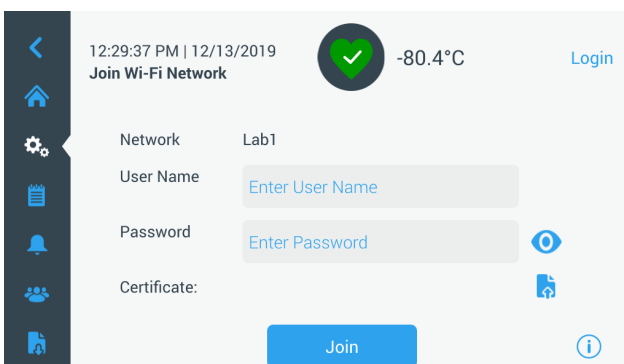 12:29:37 PM | 12/13/2019
Join Wi-Fi Network
-80.4°C
Login
Network Lab1
User Name Enter User Name
Password Enter Password
Certificate:
Join